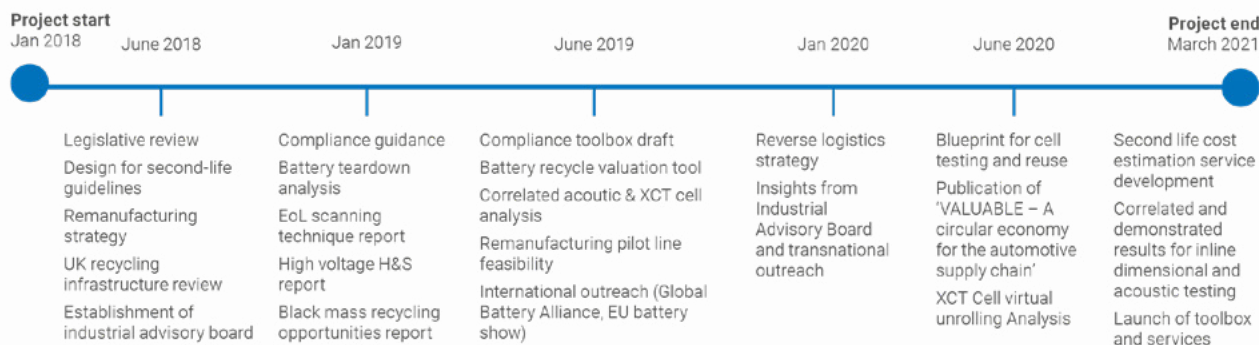 Project start
Jan 2018
June 2018
Jan 2019
June 2019
Jan 2020
June 2020
Project end
March 2021
Legislative review
Design for second-life
guidelines
Remanufacturing
strategy
UK recycling
infrastructure review
Establishment of
industrial advisory board
Compliance guidance
Battery teardown
analysis
EoL scanning
technique report
High voltage H&S
report
Black mass recycling
opportunities report
Compliance toolbox draft
Battery recycle valuation tool
Correlated acoutic & XCT cell
analysis
Remanufacturing pilot line
feasibility
International outreach (Global
Battery Alliance, EU battery
show)
Reverse logistics
strategy
Insights from
Industrial
Advisory Board
and transnational
outreach
Blueprint for cell
testing and reuse
Publication of
‘VALUABLE – A
circular economy
for the automotive
supply chain’
XCT Cell virtual
unrolling Analysis
Second life cost
estimation service
development
Correlated and
demonstrated
results for inline
dimensional and
acoustic testing
Launch of toolbox
and services